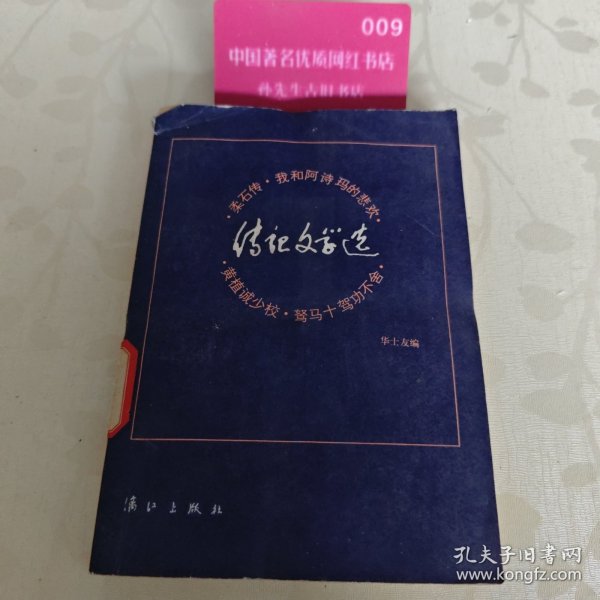 009
中国著名优质网红书店
孙先生古旧书店
·柔石传·我和阿诗玛的悲欢·
传记文学选
·黄植诚少校·驽马十驾功不舍·
华士友编
漓江出版社
孔夫子旧书网
www.kongfz.com